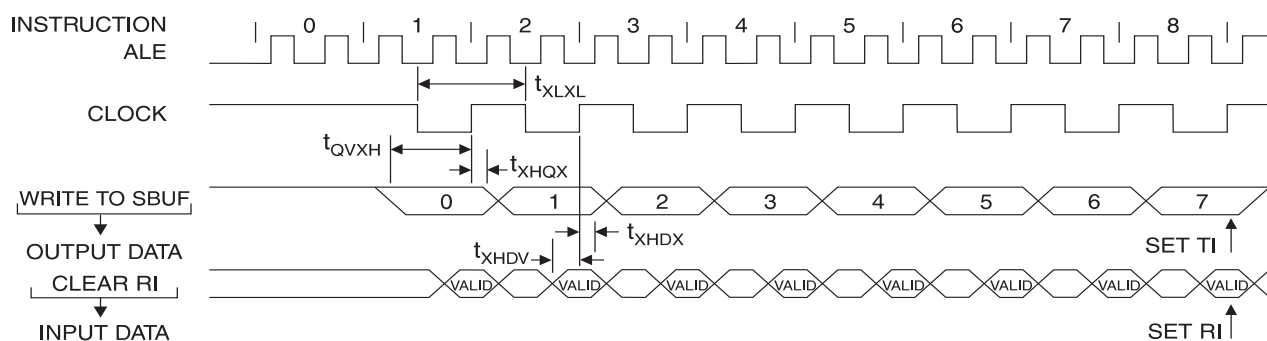 INSTRUCTION 0 1 2 3 4 5 6 7 8
ALE
tXLXL
CLOCK
tQVXH
tXHQX
WRITE TO SBUF 0 1 2 3 4 5 6 7
tXHDX
OUTPUT DATA SET TI
tXHDV
CLEAR RI VALID VALID VALID VALID VALID VALID VALID VALID
INPUT DATA SET RI